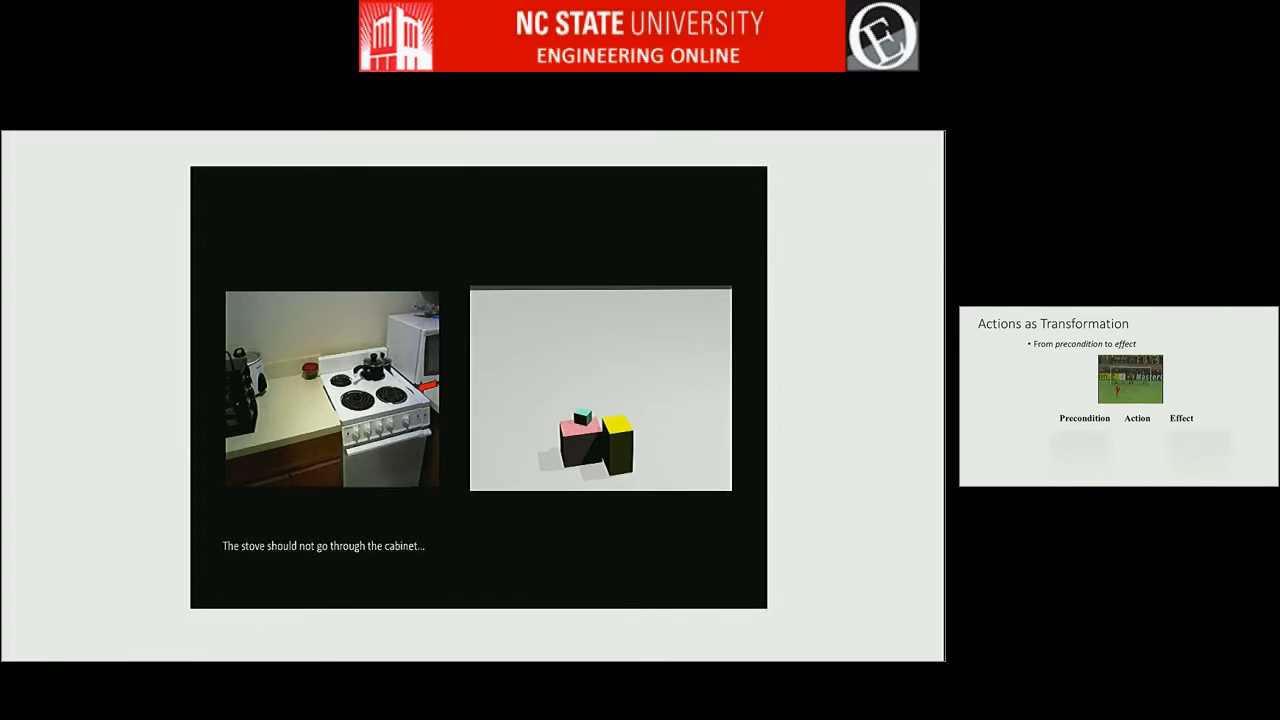 NC STATE UNIVERSITY
ENGINEERING ONLINE
The stove should not go through the cabinet...
Actions as Transformation
• From precondition to effect
Precondition Action Effect